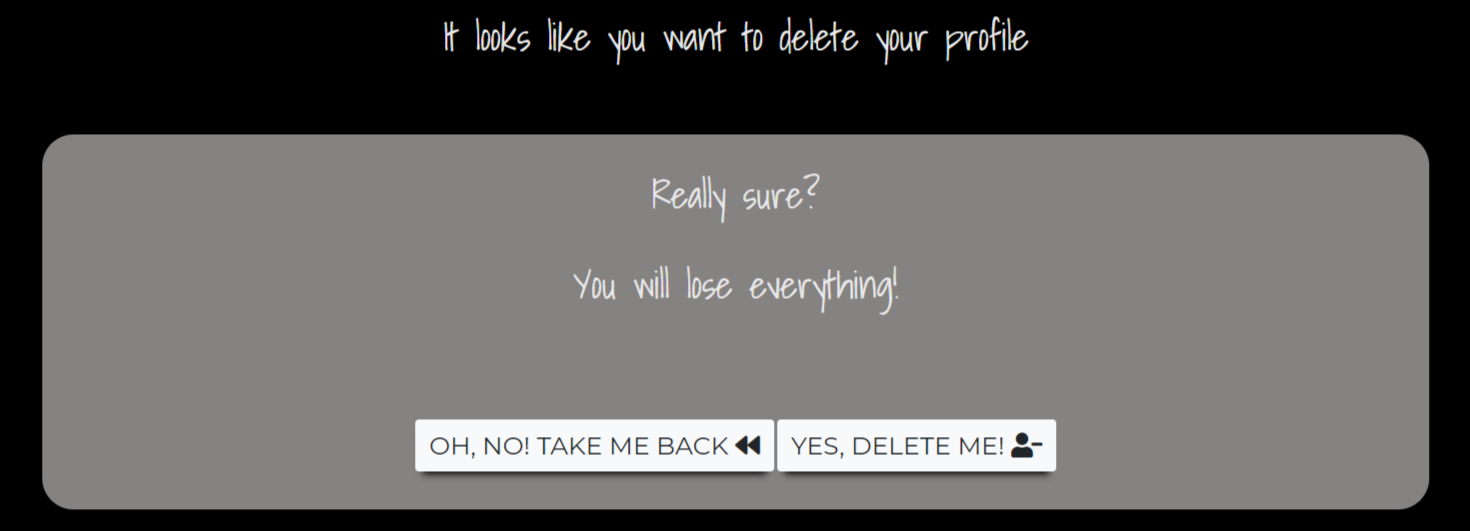 It looks like you want to delete your profile
Really sure?
You will lose everything!
OH, NO! TAKE ME BACK
YES, DELETE ME!